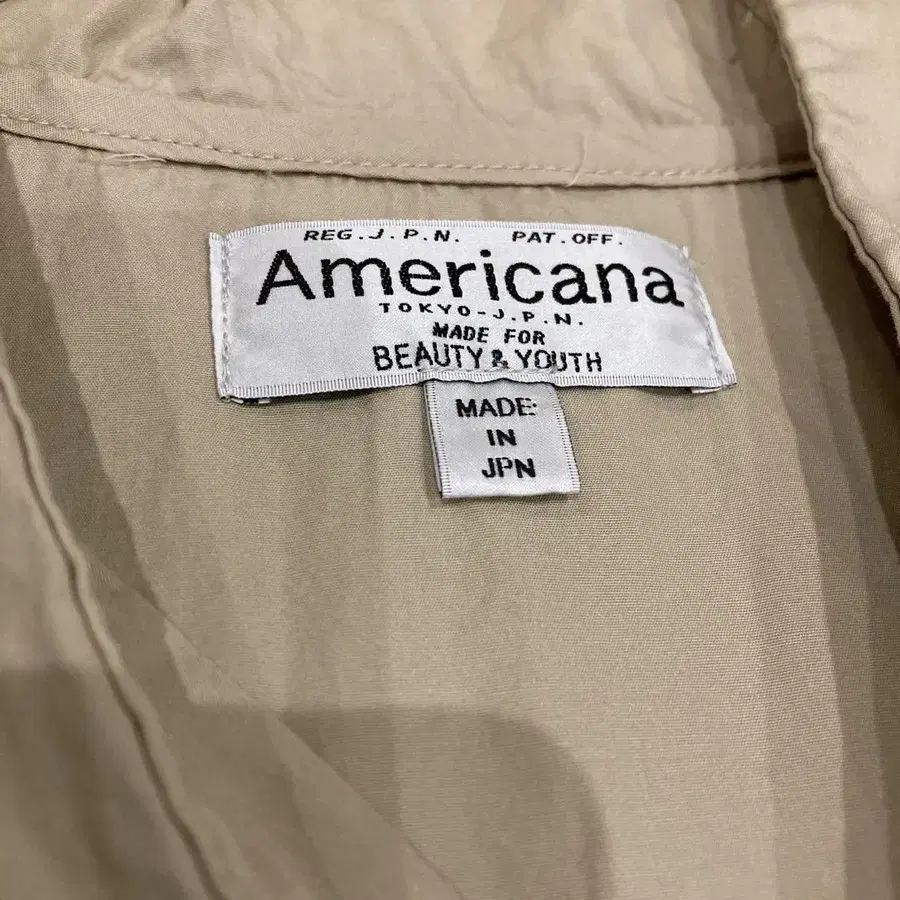 REG.J.P.N. PAT.OFF.
Americana
TOKYO-J.P.N.
MADE FOR
BEAUTY & YOUTH
MADE
IN
JPN